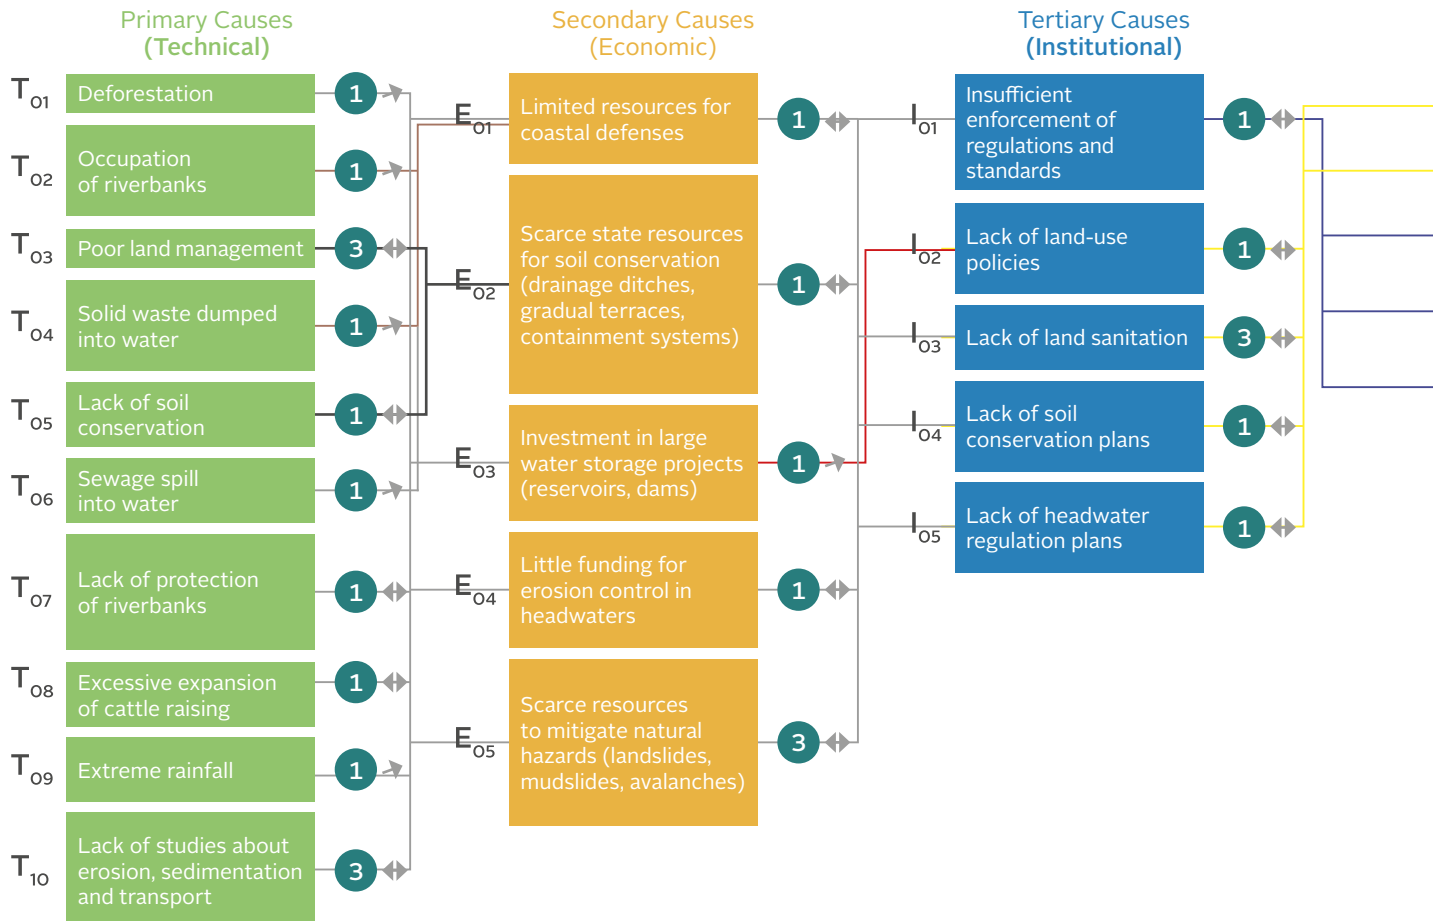 Primary Causes
(Technical)
Secondary Causes
(Economic)
Tertiary Causes
(Institutional)
T01
Deforestation
1
T02
Occupation
of riverbanks
1
T03
Poor land management
3
T04
Solid waste dumped
into water
1
T05
Lack of soil
conservation
1
T06
Sewage spill
into water
1
T07
Lack of protection
of riverbanks
1
T08
Excessive expansion
of cattle raising
1
T09
Extreme rainfall
1
T10
Lack of studies about
erosion, sedimentation
and transport
3
E01
Limited resources for
coastal defenses
1
E02
Scarce state resources
for soil conservation
(drainage ditches,
gradual terraces,
containment systems)
1
E03
Investment in large
water storage projects
(reservoirs, dams)
1
E04
Little funding for
erosion control in
headwaters
1
E05
Scarce resources
to mitigate natural
hazards (landslides,
mudslides, avalanches)
3
I01
Insufficient
enforcement of
regulations and
standards
1
I02
Lack of land-use
policies
1
I03
Lack of land sanitation
3
I04
Lack of soil
conservation plans
1
I05
Lack of headwater
regulation plans
1